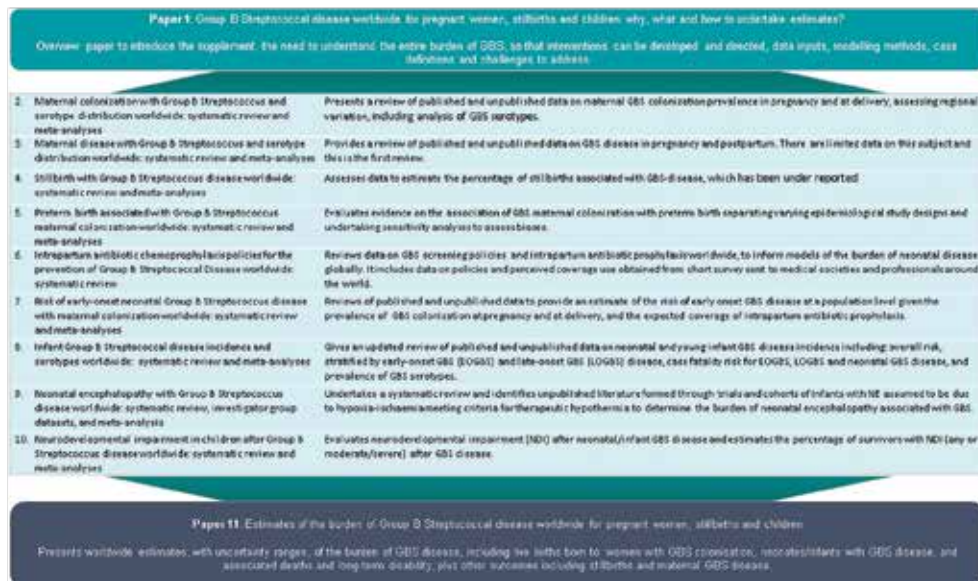 Paper 1: Group B Streptococcal disease worldwide for pregnant women, stillbirths and children: why, what and how to undertake estimates?
Overview paper to introduce the supplement, the need to understand the entire burden of GBS, so that interventions can be developed and directed, data inputs, modelling methods, case
definitions and challenges to address
2. Maternal colonization with Group B Streptococcus and
serotype distribution worldwide: systematic review and
meta-analyses
Presents a review of published and unpublished data on maternal GBS colonization prevalence in pregnancy and at delivery, assessing regional
variation, including analysis of GBS serotypes.
3. Maternal disease with Group B Streptococcus and serotype
distribution worldwide: systematic review and meta-analyses
Provides a review of published and unpublished data on GBS disease in pregnancy and postpartum. There are limited data on this subject and
this is the first review.
4. Stillbirth with Group B Streptococcus disease worldwide:
systematic review and meta-analyses
Assesses data to estimate the percentage of stillbirths associated with GBS-disease, which has been under reported
5. Preterm birth associated with Group B Streptococcus
maternal colonization worldwide: systematic review and
meta-analyses
Evaluates evidence on the association of GBS maternal colonization with preterm birth separating varying epidemiological study designs and
undertaking sensitivity analyses to assess biases.
6. Intrapartum antibiotic chemoprophylaxis policies for the
prevention of Group B Streptococcal Disease worldwide:
systematic review
Reviews data on GBS screening policies and intrapartum antibiotic prophylaxis worldwide, to inform models of the burden of neonatal disease
globally. It includes data on policies and perceived coverage use obtained from short survey sent to medical societies and professionals around
the world.
7. Risk of early-onset neonatal Group B Streptococcus disease
with maternal colonization worldwide: systematic review
and meta-analyses
Reviews of published and unpublished data to provide an estimate of the risk of early onset GBS disease at a population level given the
prevalence of GBS colonization at pregnancy and at delivery, and the expected coverage of intrapartum antibiotic prophylaxis.
8. Infant Group B Streptococcal disease incidence and
serotypes worldwide: systematic review and meta-analyses
Gives an updated review of published and unpublished data on neonatal and young infant GBS disease incidence including: overall risk,
stratified by early-onset GBS (EOGBS) and late-onset GBS (LOGBS) disease, case fatality risk for EOGBS, LOGBS and neonatal GBS disease, and
prevalence of GBS serotypes.
9. Neonatal encephalopathy with Group B Streptococcus
disease worldwide: systematic review, investigator group
datasets, and meta-analysis
Undertakes a systematic review and identifies unpublished literature formed through trials and cohorts of infants with NE assumed to be due
to hypoxia-ischaemia meeting criteria for therapeutic hypothermia to determine the burden of neonatal encephalopathy associated with GBS.
10. Neurodevelopmental impairment in children after Group B
Streptococcus disease worldwide: systematic review and
meta-analyses
Evaluates neurodevelopmental impairment (NDI) after neonatal/infant GBS disease and estimates the percentage of survivors with NDI (any or
moderate/severe) after GBS disease.
Paper 11: Estimates of the burden of Group B Streptococcal disease worldwide for pregnant women, stillbirths and children
Presents worldwide estimates, with uncertainty ranges, of the burden of GBS disease, including live births born to women with GBS colonisation, neonates/infants with GBS disease, and
associated deaths and long term disability, plus other outcomes including stillbirths and maternal GBS disease.